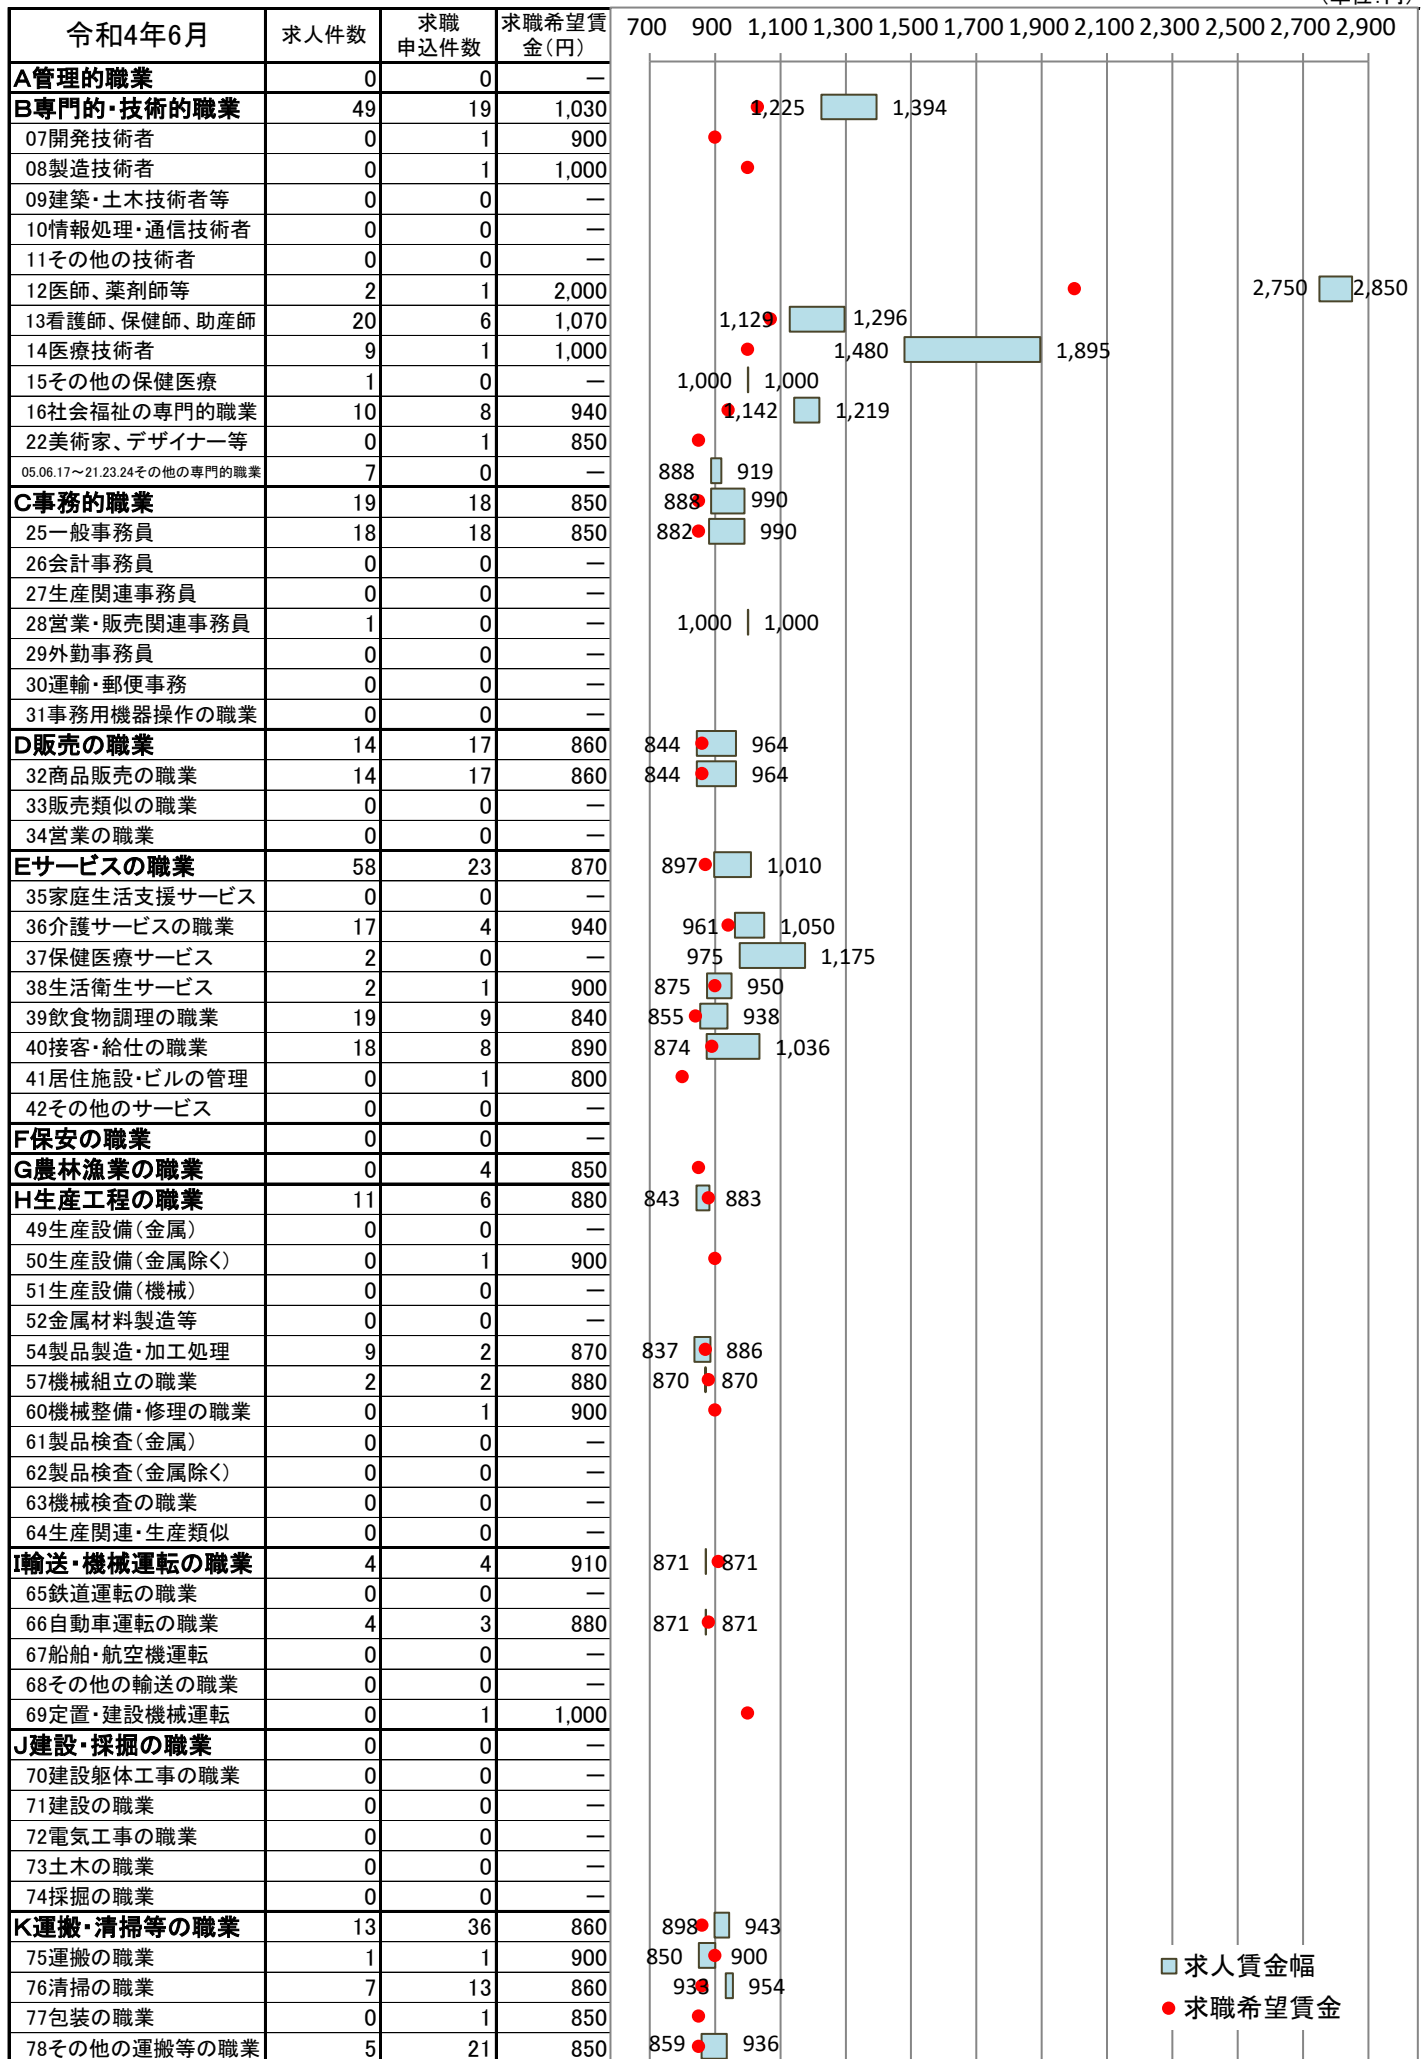 (単位:円)
令和4年6月 求人件数 求職申込件数 求職希望賃金(円) 700 900 1,100 1,300 1,500 1,700 1,900 2,100 2,300 2,500 2,700 2,900
A管理的職業 0 0 ―
B専門的・技術的職業 49 19 1,030 1,225 1,394
07開発技術者 0 1 900
08製造技術者 0 1 1,000
09建築・土木技術者等 0 0 ―
10情報処理・通信技術者 0 0 ―
11その他の技術者 0 0 ―
12医師、薬剤師等 2 1 2,000 2,750 2,850
13看護師、保健師、助産師 20 6 1,070 1,129 1,296
14医療技術者 9 1 1,000 1,480 1,895
15その他の保健医療 1 0 ― 1,000 1,000
16社会福祉の専門的職業 10 8 940 1,142 1,219
22美術家、デザイナー等 0 1 850
05.06.17～21.23.24その他の専門的職業 7 0 ― 888 919
C事務的職業 19 18 850 888 990
25一般事務員 18 18 850 882 990
26会計事務員 0 0 ―
27生産関連事務員 0 0 ―
28営業・販売関連事務員 1 0 ― 1,000 1,000
29外勤事務員 0 0 ―
30運輸・郵便事務 0 0 ―
31事務用機器操作の職業 0 0 ―
D販売の職業 14 17 860 844 964
32商品販売の職業 14 17 860 844 964
33販売類似の職業 0 0 ―
34営業の職業 0 0 ―
Eサービスの職業 58 23 870 897 1,010
35家庭生活支援サービス 0 0 ―
36介護サービスの職業 17 4 940 961 1,050
37保健医療サービス 2 0 ― 975 1,175
38生活衛生サービス 2 1 900 875 950
39飲食物調理の職業 19 9 840 855 938
40接客・給仕の職業 18 8 890 874 1,036
41居住施設・ビルの管理 0 1 800
42その他のサービス 0 0 ―
F保安の職業 0 0 ―
G農林漁業の職業 0 4 850
H生産工程の職業 11 6 880 843 883
49生産設備(金属) 0 0 ―
50生産設備(金属除く) 0 1 900
51生産設備(機械) 0 0 ―
52金属材料製造等 0 0 ―
54製品製造・加工処理 9 2 870 837 886
57機械組立の職業 2 2 880 870 870
60機械整備・修理の職業 0 1 900
61製品検査(金属) 0 0 ―
62製品検査(金属除く) 0 0 ―
63機械検査の職業 0 0 ―
64生産関連・生産類似 0 0 ―
I輸送・機械運転の職業 4 4 910 871 871
65鉄道運転の職業 0 0 ―
66自動車運転の職業 4 3 880 871 871
67船舶・航空機運転 0 0 ―
68その他の輸送の職業 0 0 ―
69定置・建設機械運転 0 1 1,000
J建設・採掘の職業 0 0 ―
70建設躯体工事の職業 0 0 ―
71建設の職業 0 0 ―
72電気工事の職業 0 0 ―
73土木の職業 0 0 ―
74採掘の職業 0 0 ―
K運搬・清掃等の職業 13 36 860 898 943
75運搬の職業 1 1 900 850 900
76清掃の職業 7 13 860 933 954
77包装の職業 0 1 850
78その他の運搬等の職業 5 21 850 859 936
求人賃金幅
求職希望賃金